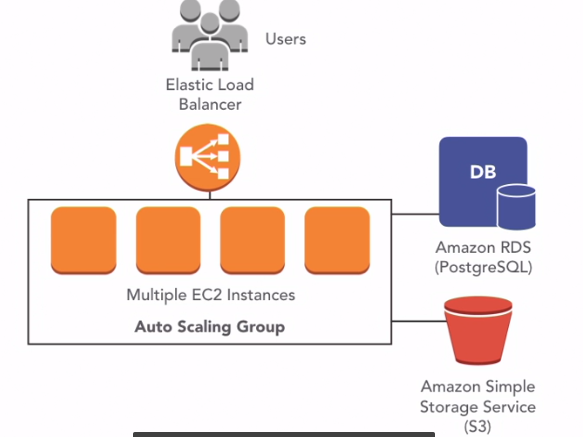 Users
Elastic Load
Balancer
DB
Amazon RDS
(PostgreSQL)
Multiple EC2 Instances
Auto Scaling Group
Amazon Simple
Storage Service
(S3)